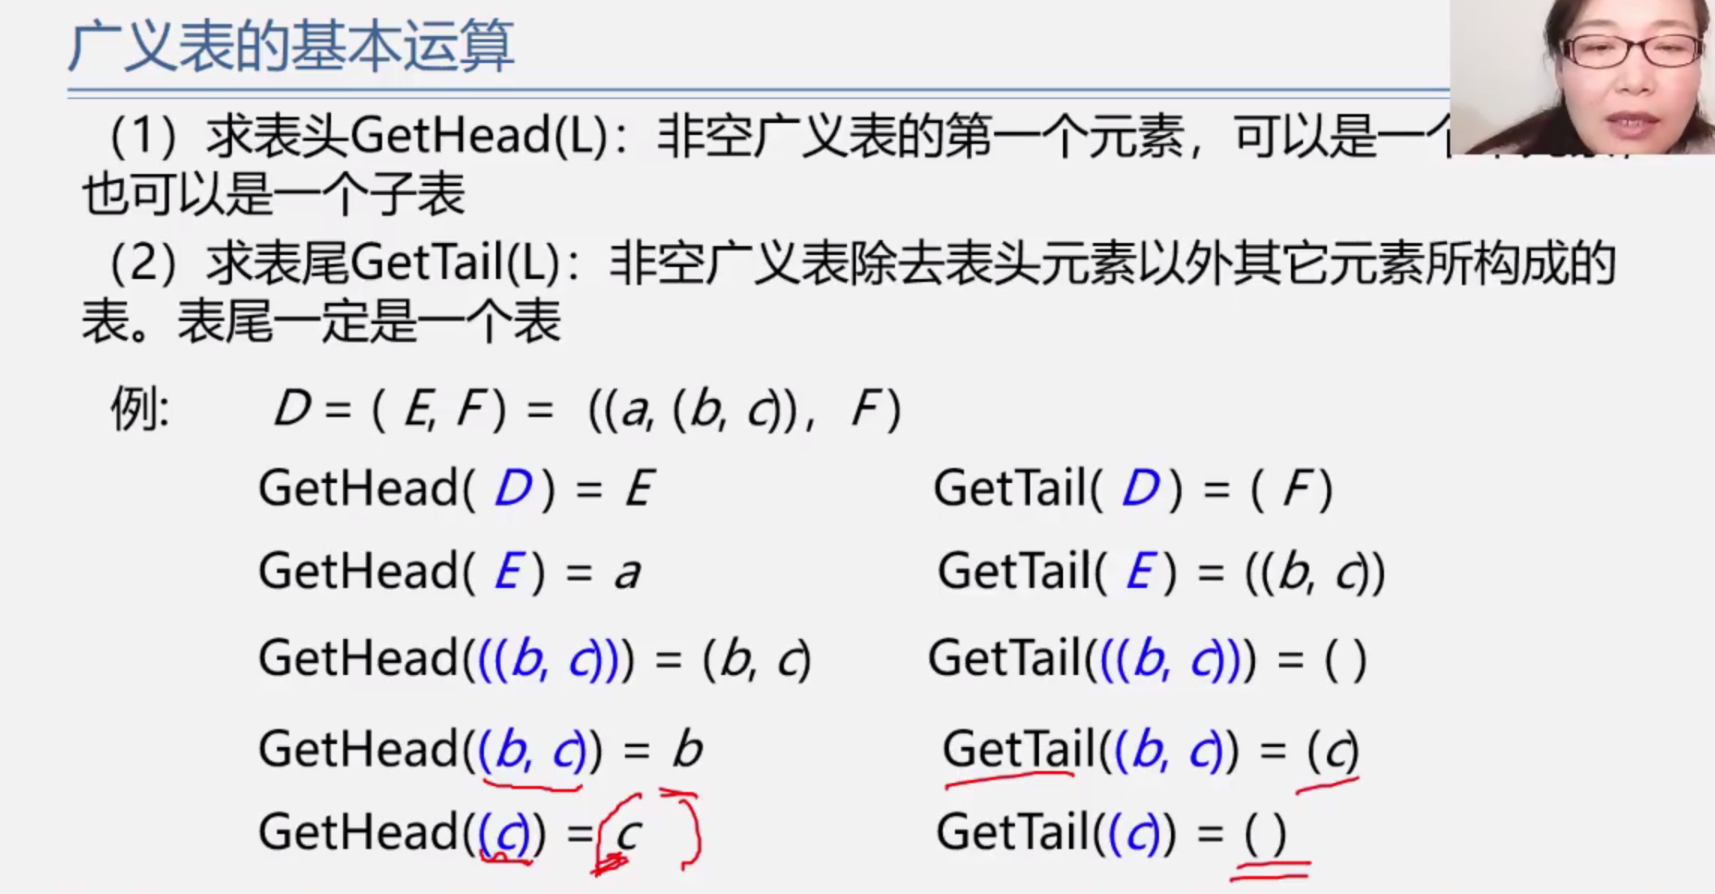 广义表的基本运算
（1）求表头GetHead(L)：非空广义表的第一个元素，可以是一
也可以是一个子表
（2）求表尾GetTail(L)：非空广义表除去表头元素以外其它元素所构成的
表。表尾一定是一个表
例: D = ( E, F ) = ((a, (b, c))，F )
GetHead( D ) = E GetTail( D ) = ( F )
GetHead( E ) = a GetTail( E ) = ((b, c))
GetHead(((b, c))) = (b, c) GetTail(((b, c))) = ( )
GetHead((b, c)) = b GetTail((b, c)) = (c)
GetHead((c)) = c GetTail((c)) = ( )